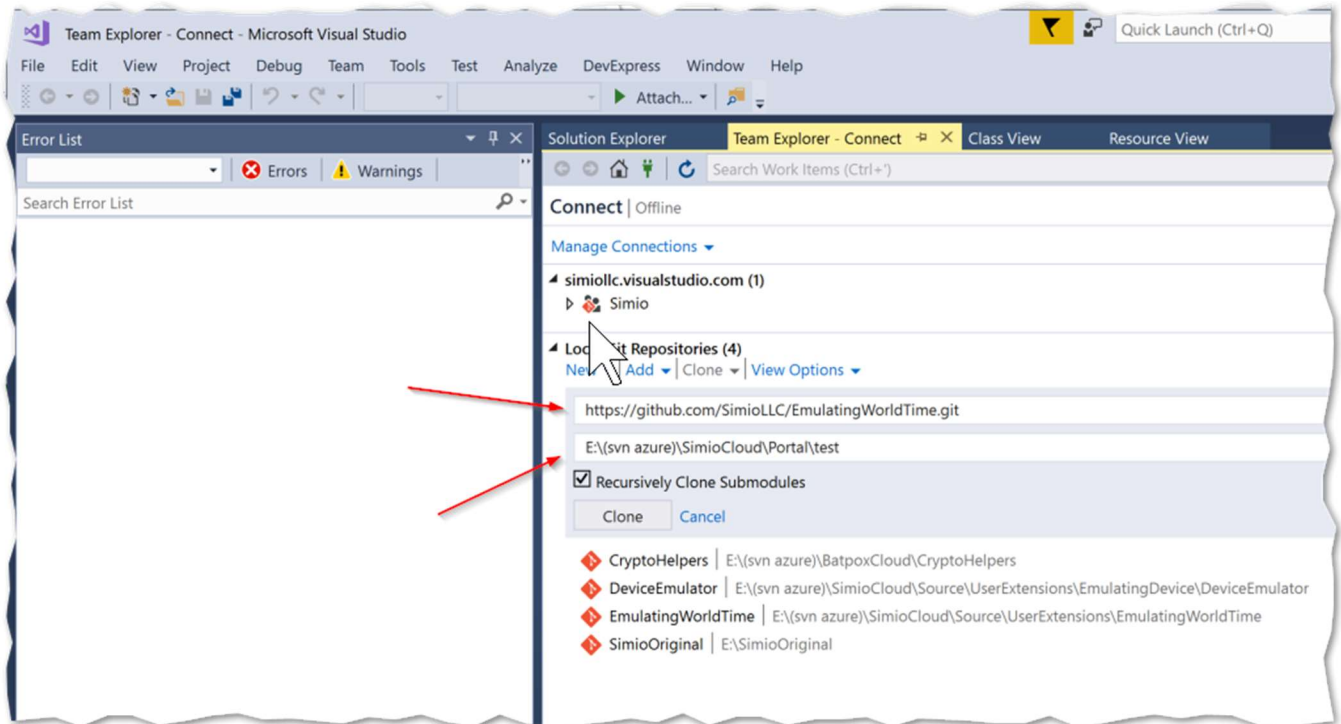 Team Explorer - Connect - Microsoft Visual Studio
Quick Launch (Ctrl+Q)
File Edit View Project Debug Team Tools Test Analyze DevExpress Window Help
Attach...
Error List
Solution Explorer Team Explorer - Connect Class View Resource View
Errors Warnings
Search Work Items (Ctrl+')
Search Error List
Connect | Offline
Manage Connections
simiollc.visualstudio.com (1)
Simio
Repositories (4)
Add Clone View Options
https://github.com/SimioLLC/EmulatingWorldTime.git
E:\(svn azure)\SimioCloud\Portal\test
Recursively Clone Submodules
Clone Cancel
CryptoHelpers | E:\(svn azure)\BatpoxCloud\CryptoHelpers
DeviceEmulator | E:\(svn azure)\SimioCloud\Source\UserExtensions\EmulatingDevice\DeviceEmulator
EmulatingWorldTime | E:\(svn azure)\SimioCloud\Source\UserExtensions\EmulatingWorldTime
SimioOriginal | E:\SimioOriginal